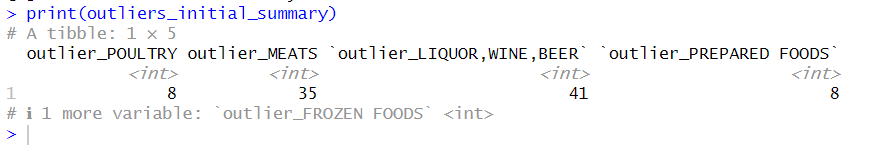 > print(outliers_initial_summary)
# A tibble: 1 × 5
  outlier_POULTRY outlier_MEATS `outlier_LIQUOR,WINE,BEER` `outlier_PREPARED FOODS`
            <int>         <int>                      <int>                    <int>
1               8            35                         41                        8
# ℹ 1 more variable: `outlier_FROZEN FOODS` <int>
>